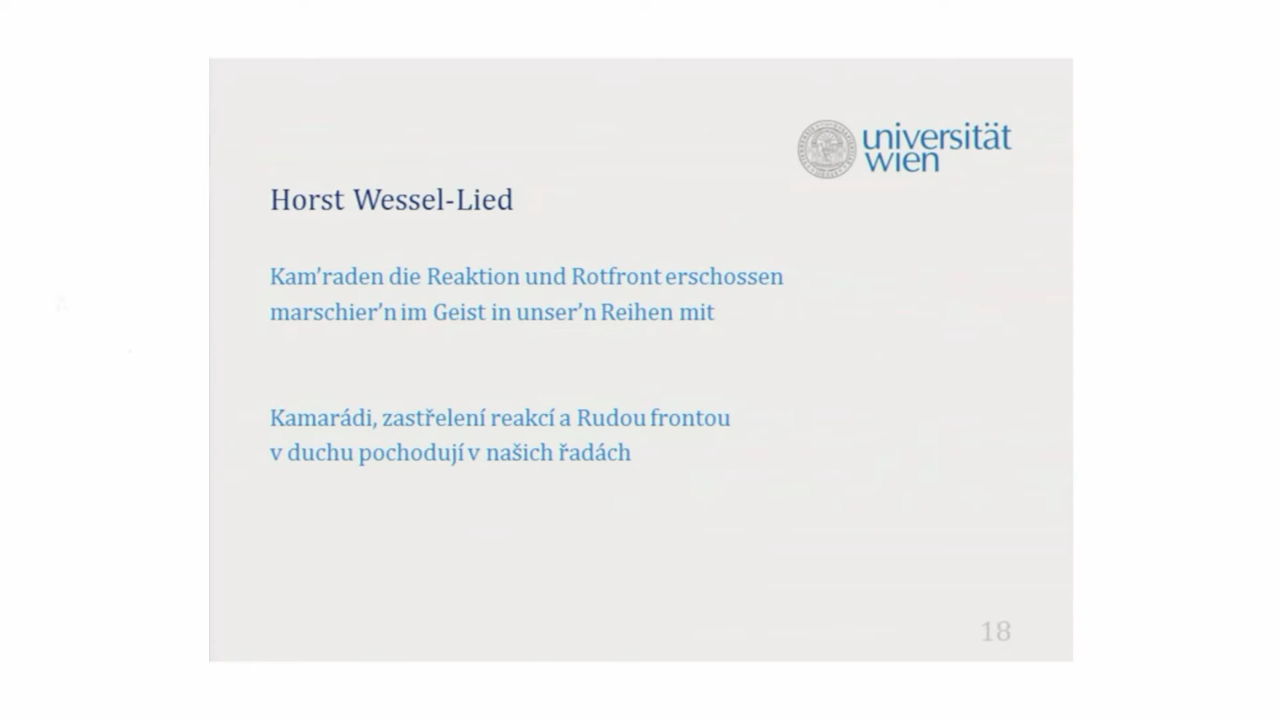 universität
wien
Horst Wessel-Lied
Kam’raden die Reaktion und Rotfront erschossen
marschier’n im Geist in unser’n Reihen mit
Kamarádi, zastřelení reakcí a Rudou frontou
v duchu pochodují v našich řadách
18